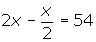 2x − x/2 = 54